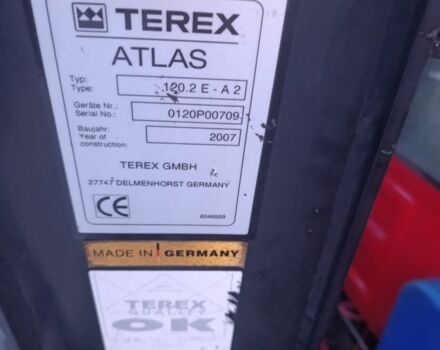 TEREX
ATLAS
Typ:
Type: 120.2 E - A 2
Geräte Nr.:
Serial No.: 0120P00709
Baujahr:
Year of 2007
construction:
TEREX GMBH
27747 DELMENHORST GERMANY
CE
MADE IN GERMANY
TEREX
QUALITY
OK